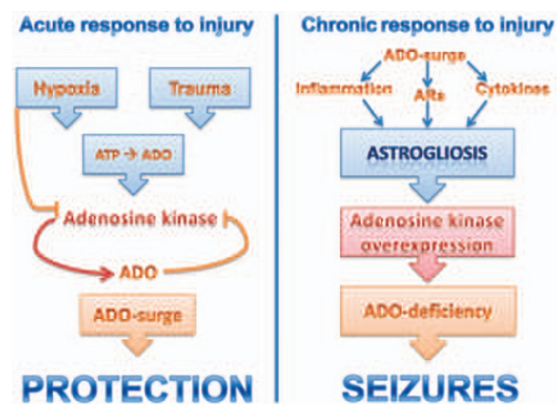 Acute response to injury
Hypoxia
Trauma
ATP → ADO
Adenosine kinase
ADO
ADO-surge
PROTECTION
Chronic response to injury
ADO-surge
Inflammation
ARs
Cytokines
ASTROGLIOSIS
Adenosine kinase
overexpression
ADO-deficiency
SEIZURES